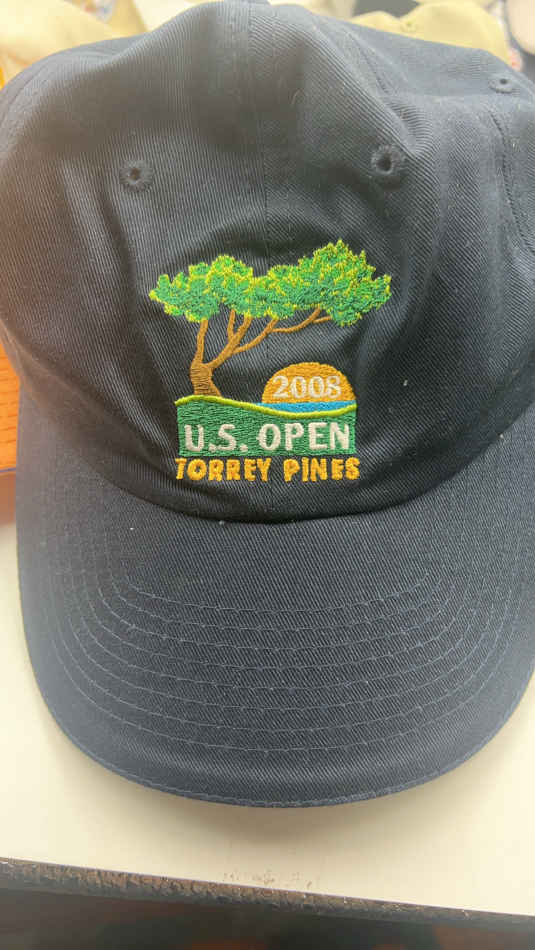 2008
U.S. OPEN
TORREY PINES